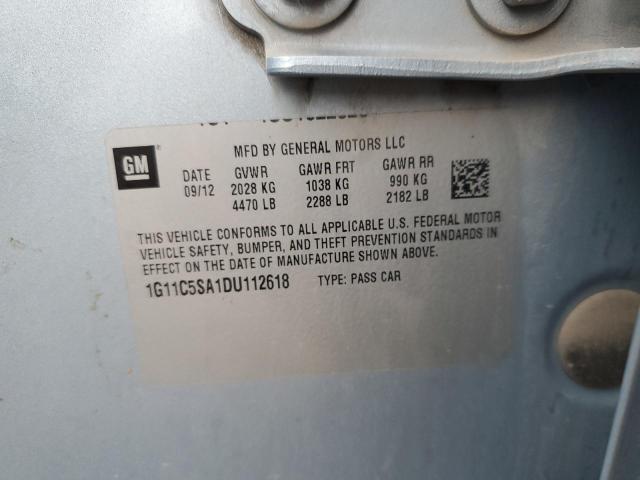 GM
MFD BY GENERAL MOTORS LLC
DATE GVWR GAWR FRT GAWR RR
09/12 2028 KG 1038 KG 990 KG
4470 LB 2288 LB 2182 LB
THIS VEHICLE CONFORMS TO ALL APPLICABLE U.S. FEDERAL MOTOR
VEHICLE SAFETY, BUMPER, AND THEFT PREVENTION STANDARDS IN
EFFECT ON THE DATE OF MANUFACTURE SHOWN ABOVE.
1G11C5SA1DU112618 TYPE: PASS CAR